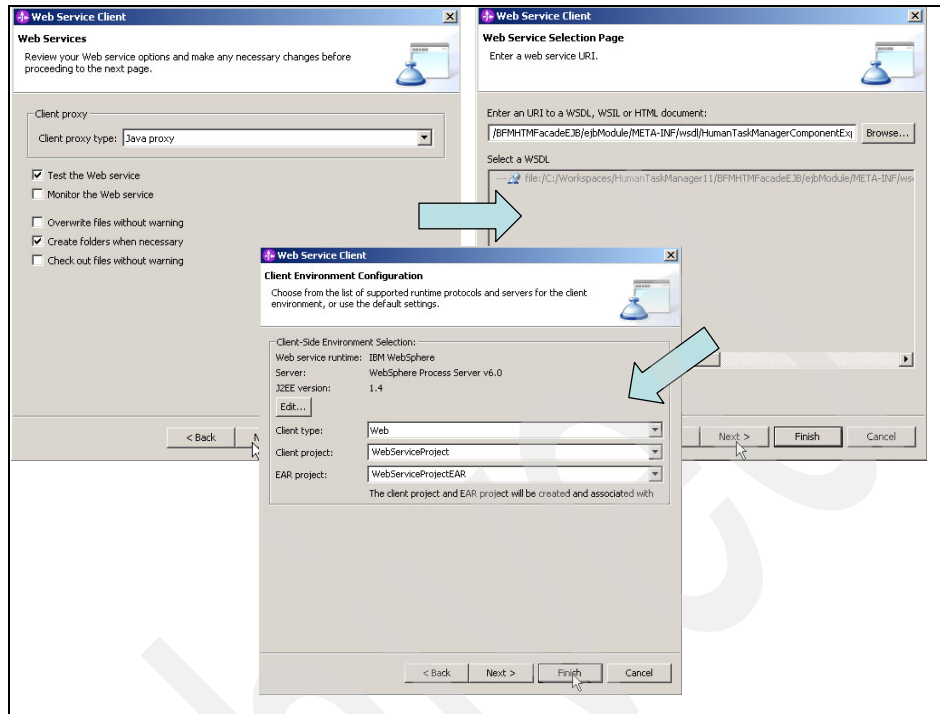 Web Service Client
Web Services
Review your Web service options and make any necessary changes before
proceeding to the next page.
Client proxy
Client proxy type: Java proxy
Test the Web service
Monitor the Web service
Overwrite files without warning
Create folders when necessary
Check out files without warning
< Back
Web Service Client
Web Service Selection Page
Enter a web service URI.
Enter an URI to a WSDL, WSIL or HTML document:
/BFMHTMFacadeEJB/ejbModule/META-INF/wsdl/HumanTaskManagerComponentExp Browse...
Select a WSDL
file:/C:/Workspaces/HumanTaskManager11/BFMHTMFacadeEJB/ejbModule/META-INF/ws
Next > Finish Cancel
Web Service Client
Client Environment Configuration
Choose from the list of supported runtime protocols and servers for the client
environment, or use the default settings.
Client-Side Environment Selection:
Web service runtime: IBM WebSphere
Server: WebSphere Process Server v6.0
J2EE version: 1.4
Edit...
Client type: Web
Client project: WebServiceProject
EAR project: WebServiceProjectEAR
The client project and EAR project will be created and associated with
< Back Next > Finish Cancel